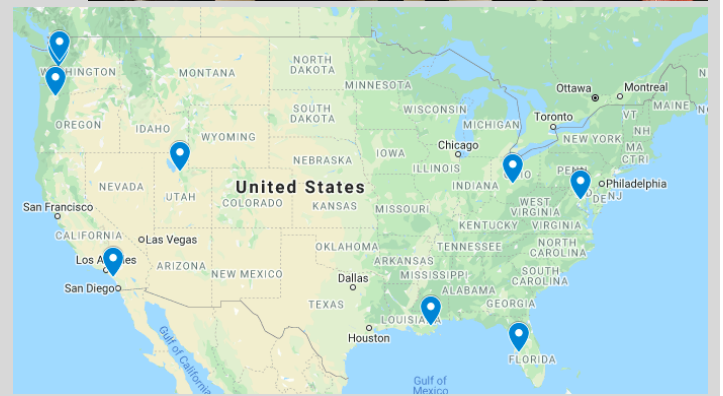 WASHINGTON
MONTANA
NORTH
DAKOTA
MINNESOTA
Ottawa
Montreal
MAINE
OREGON
IDAHO
WYOMING
SOUTH
DAKOTA
WISCONSIN
MICHIGAN
Toronto
VT
NH
NEW YORK
MA
CT RI
NEBRASKA
IOWA
Chicago
ILLINOIS
INDIANA
OHIO
PENN
Philadelphia
NEVADA
UTAH
United States
COLORADO
KANSAS
MISSOURI
WEST
VIRGINIA
DE NJ
San Francisco
CALIFORNIA
Las Vegas
KENTUCKY
VIRGINIA
Los Angeles
ARIZONA
NEW MEXICO
OKLAHOMA
ARKANSAS
TENNESSEE
NORTH
CAROLINA
San Diego
Dallas
MISSISSIPPI
ALABAMA
SOUTH
CAROLINA
TEXAS
LOUISIANA
GEORGIA
Houston
FLORIDA
Gulf of California
Gulf of
Mexico